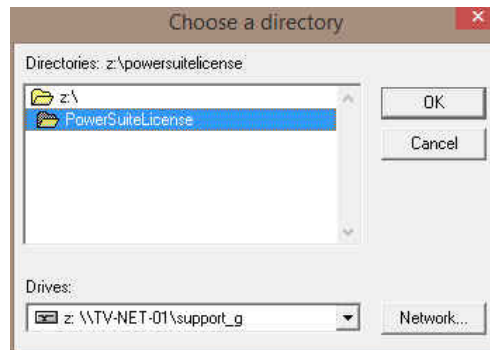 Choose a directory
Directories: z:\powersuitelicense
z:\
PowerSuiteLicense
OK
Cancel
Drives:
z: \\TV-NET-01\support_g
Network...